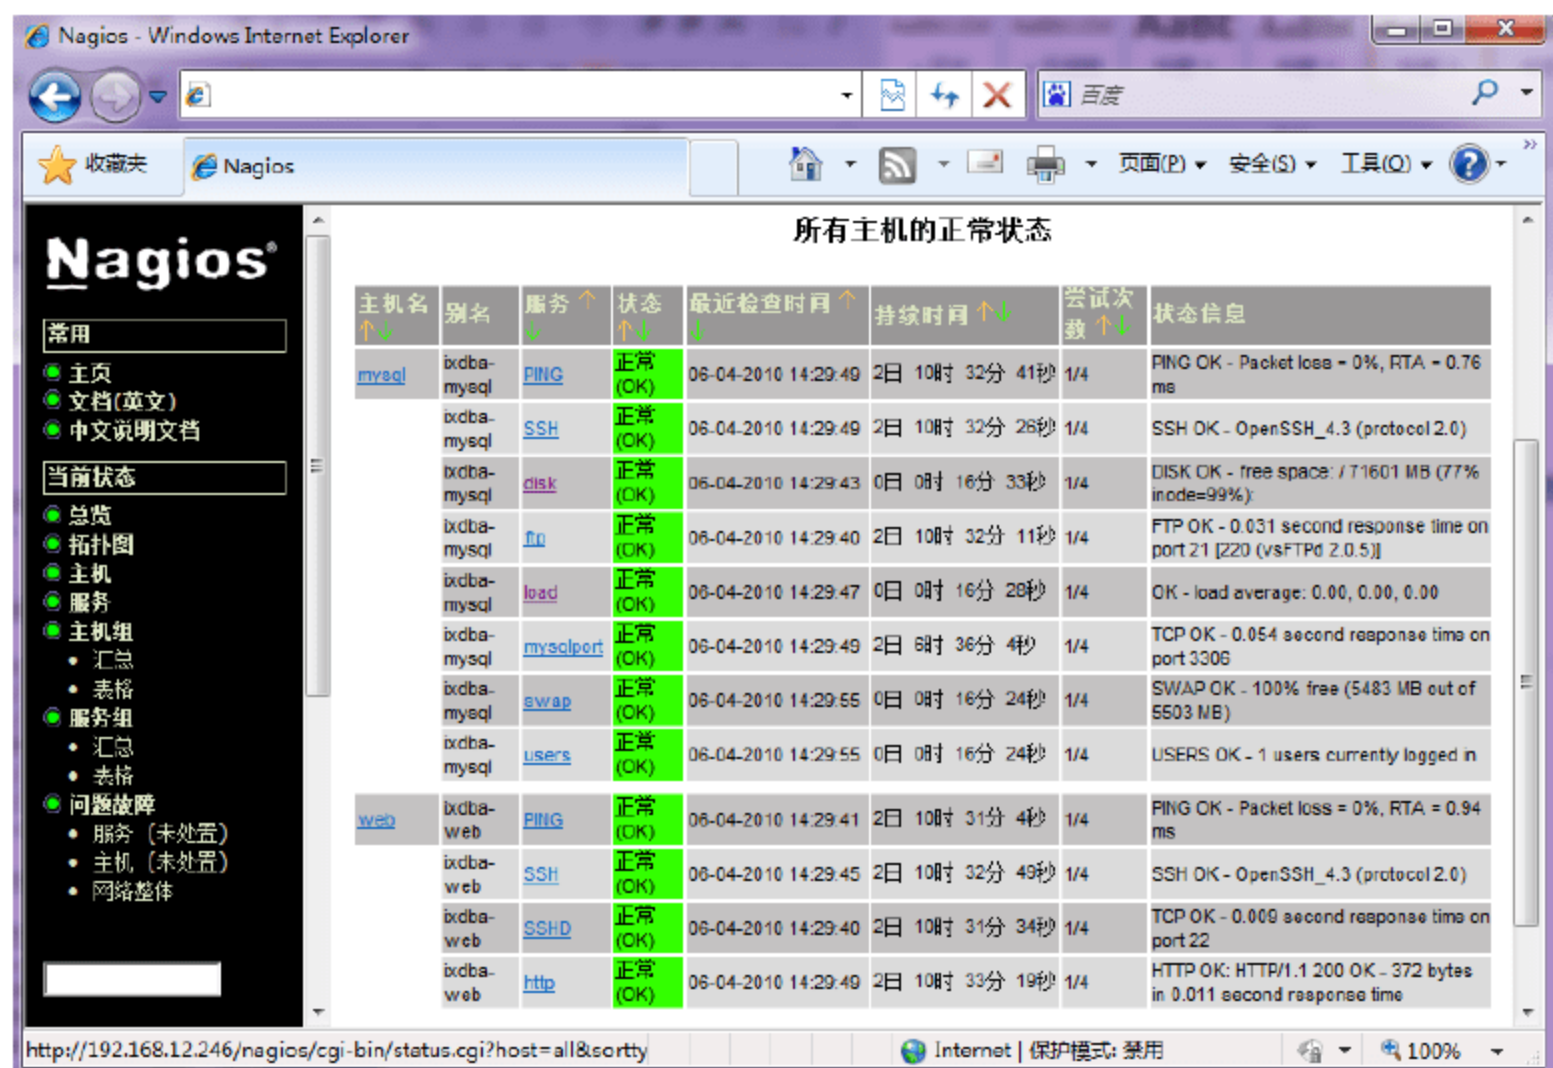 Nagios - Windows Internet Explorer
百度
收藏夹
Nagios
页面(P)
安全(S)
工具(O)
Nagios®
常用
主页
文档(英文)
中文说明文档
当前状态
总览
拓扑图
主机
服务
主机组
汇总
表格
服务组
汇总
表格
问题故障
服务 (未处置)
主机 (未处置)
网络整体
所有主机的正常状态
主机名 别名 服务 状态 最近检查时间 持续时间 尝试次数 状态信息
mysql ixdba-mysql PING 正常(OK) 06-04-2010 14:29:49 2日 10时 32分 41秒 1/4 PING OK - Packet loss = 0%, RTA = 0.76 ms
ixdba-mysql SSH 正常(OK) 06-04-2010 14:29:49 2日 10时 32分 26秒 1/4 SSH OK - OpenSSH_4.3 (protocol 2.0)
ixdba-mysql disk 正常(OK) 06-04-2010 14:29:43 0日 0时 16分 33秒 1/4 DISK OK - free space: / 71601 MB (77% inode=99%):
ixdba-mysql ftp 正常(OK) 06-04-2010 14:29:40 2日 10时 32分 11秒 1/4 FTP OK - 0.031 second response time on port 21 [220 (vsFTPd 2.0.5)]
ixdba-mysql load 正常(OK) 06-04-2010 14:29:47 0日 0时 16分 28秒 1/4 OK - load average: 0.00, 0.00, 0.00
ixdba-mysql mysqlport 正常(OK) 06-04-2010 14:29:49 2日 6时 36分 4秒 1/4 TCP OK - 0.054 second response time on port 3306
ixdba-mysql swap 正常(OK) 06-04-2010 14:29:55 0日 0时 16分 24秒 1/4 SWAP OK - 100% free (5483 MB out of 5503 MB)
ixdba-mysql users 正常(OK) 06-04-2010 14:29:55 0日 0时 16分 24秒 1/4 USERS OK - 1 users currently logged in
web ixdba-web PING 正常(OK) 06-04-2010 14:29:41 2日 10时 31分 4秒 1/4 PING OK - Packet loss = 0%, RTA = 0.94 ms
ixdba-web SSH 正常(OK) 06-04-2010 14:29:45 2日 10时 32分 49秒 1/4 SSH OK - OpenSSH_4.3 (protocol 2.0)
ixdba-web SSHD 正常(OK) 06-04-2010 14:29:40 2日 10时 31分 34秒 1/4 TCP OK - 0.009 second response time on port 22
ixdba-web http 正常(OK) 06-04-2010 14:29:49 2日 10时 33分 19秒 1/4 HTTP OK: HTTP/1.1 200 OK - 372 bytes in 0.011 second response time
http://192.168.12.246/nagios/cgi-bin/status.cgi?host=all&sortty
Internet | 保护模式: 禁用
100%